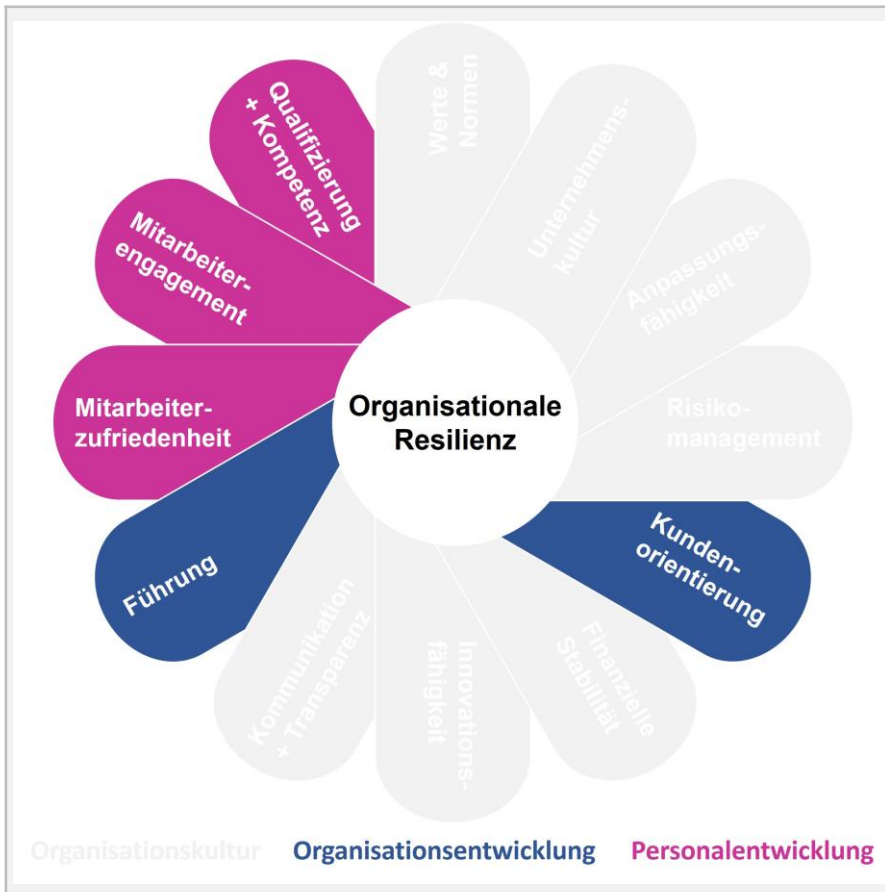 Werte &
Normen
Unternehmens-
kultur
Anpassungs-
fähigkeit
Risiko-
management
Kunden-
orientierung
Finanzielle
Stabilität
Innovations-
fähigkeit
Kommunikation
+ Transparenz
Führung
Mitarbeiter-
zufriedenheit
Mitarbeiter-
engagement
Qualifizierung
+ Kompetenz
Organisationale
Resilienz
Organisationskultur Organisationsentwicklung Personalentwicklung